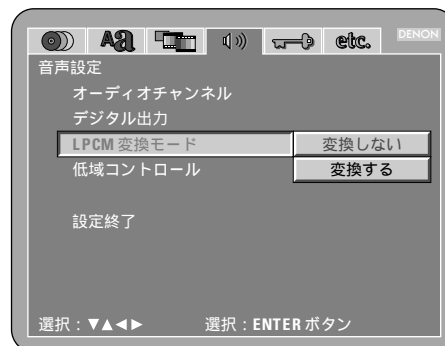 Aa etc. DENON
音声設定
オーディオチャンネル
デジタル出力
LPCM 変換モード 変換しない
低域コントロール 変換する
設定終了
選択：▼▲◀▶ 選択：ENTER ボタン